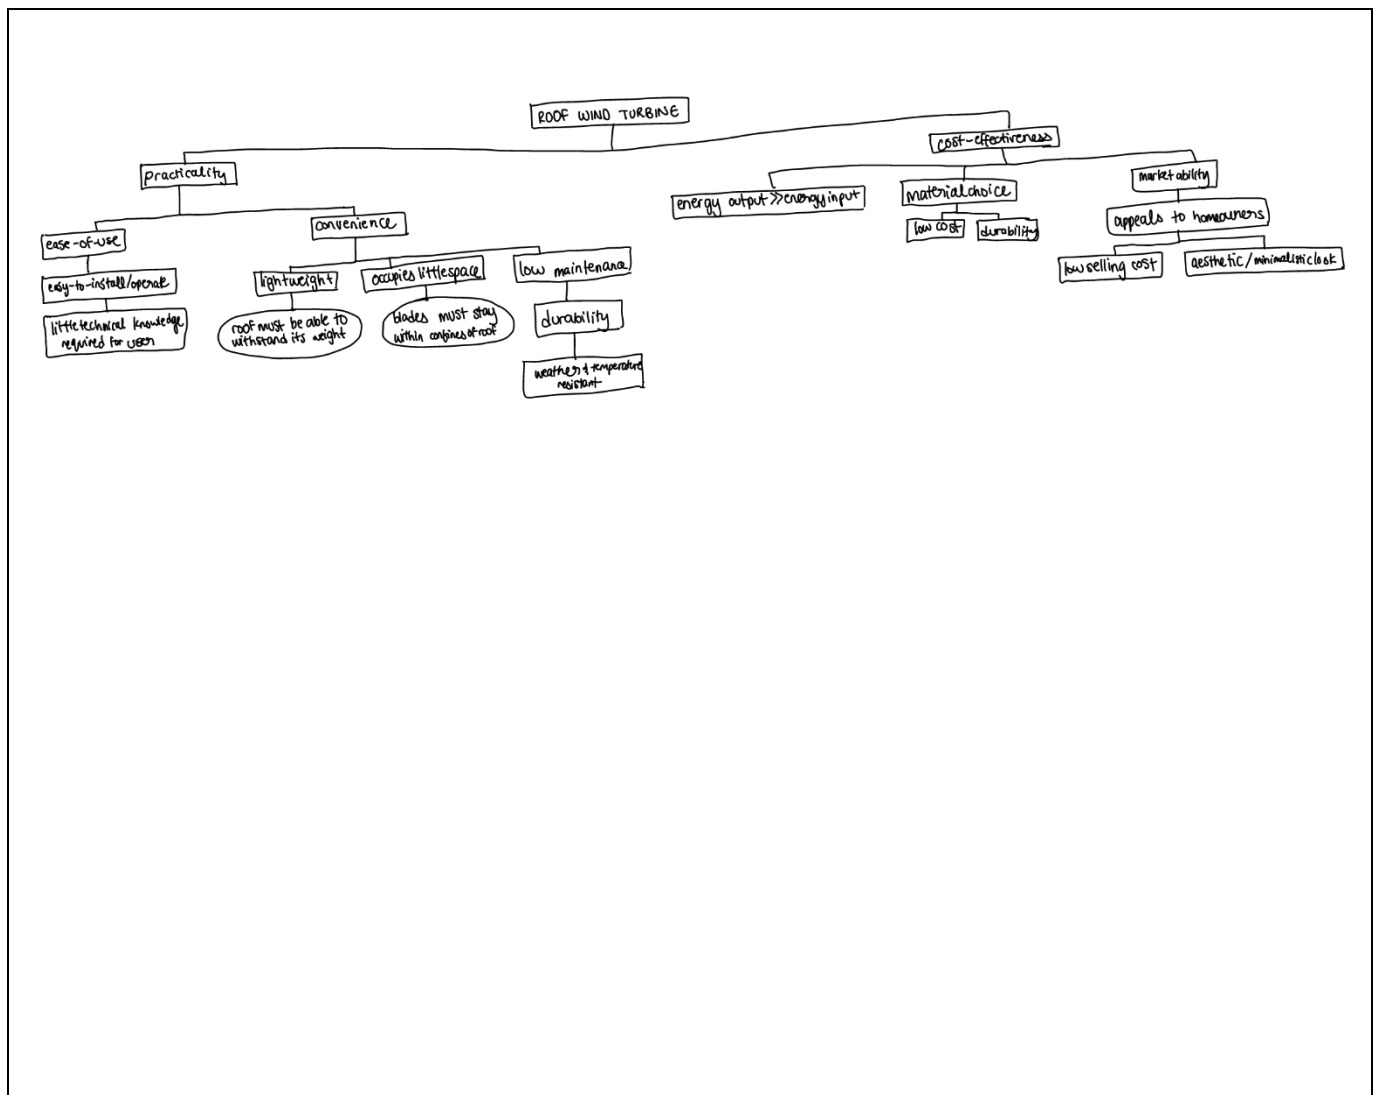 ROOF WIND TURBINE
cost-effectiveness
practicality
energy output >> energy input
material choice
marketability
low cost
durability
appeals to homeowners
low selling cost
aesthetic/minimalistic look
ease-of-use
convenience
easy-to-install/operate
lightweight
occupies little space
low maintenance
little technical knowledge
required for user
roof must be able to
withstand its weight
blades must stay
within confines of roof
durability
weather & temperature
resistant